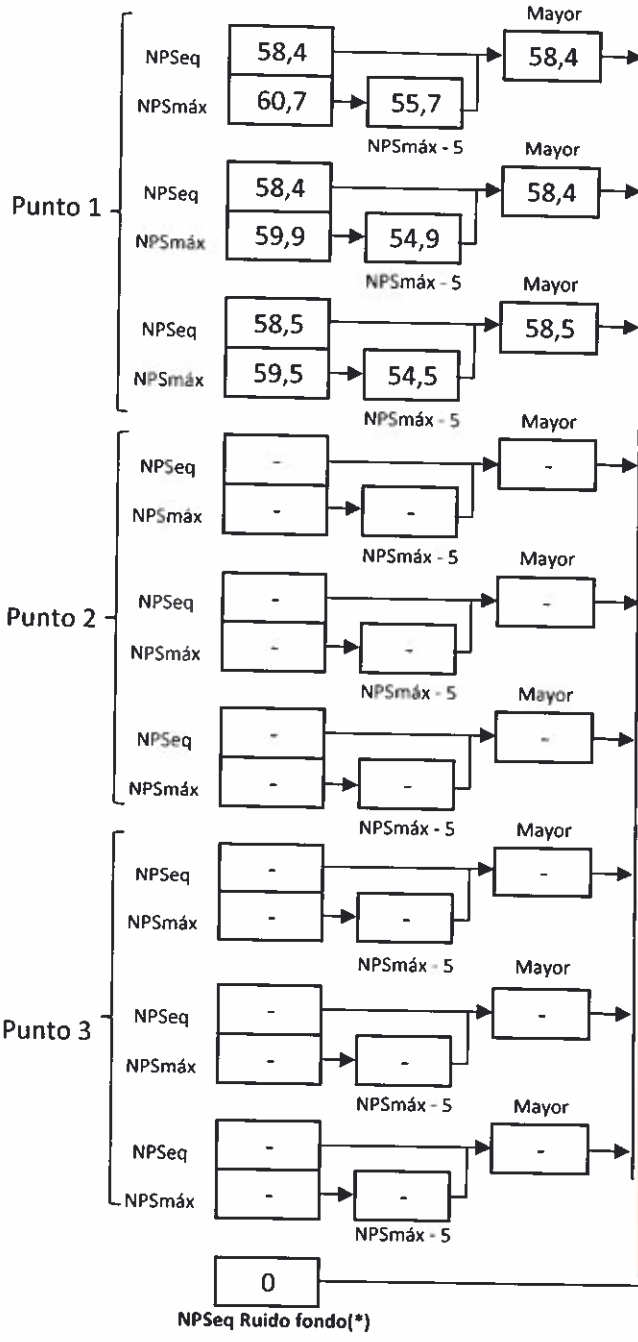 Mayor
NPSeq 58,4 58,4
NPSmáx 60,7 55,7
NPSmáx - 5
Mayor
Punto 1
NPSeq 58,4 58,4
NPSmáx 59,9 54,9
NPSmáx - 5
Mayor
NPSeq 58,5 58,5
NPSmáx 59,5 54,5
NPSmáx - 5
Mayor
NPSeq - -
NPSmáx - -
NPSmáx - 5
Mayor
Punto 2
NPSeq - -
NPSmáx - -
NPSmáx - 5
Mayor
NPSeq - -
NPSmáx - -
NPSmáx - 5
Mayor
NPSeq - -
NPSmáx - -
NPSmáx - 5
Mayor
Punto 3
NPSeq - -
NPSmáx - -
NPSmáx - 5
Mayor
NPSeq - -
NPSmáx - -
NPSmáx - 5
0
NPSeq Ruido fondo(*)